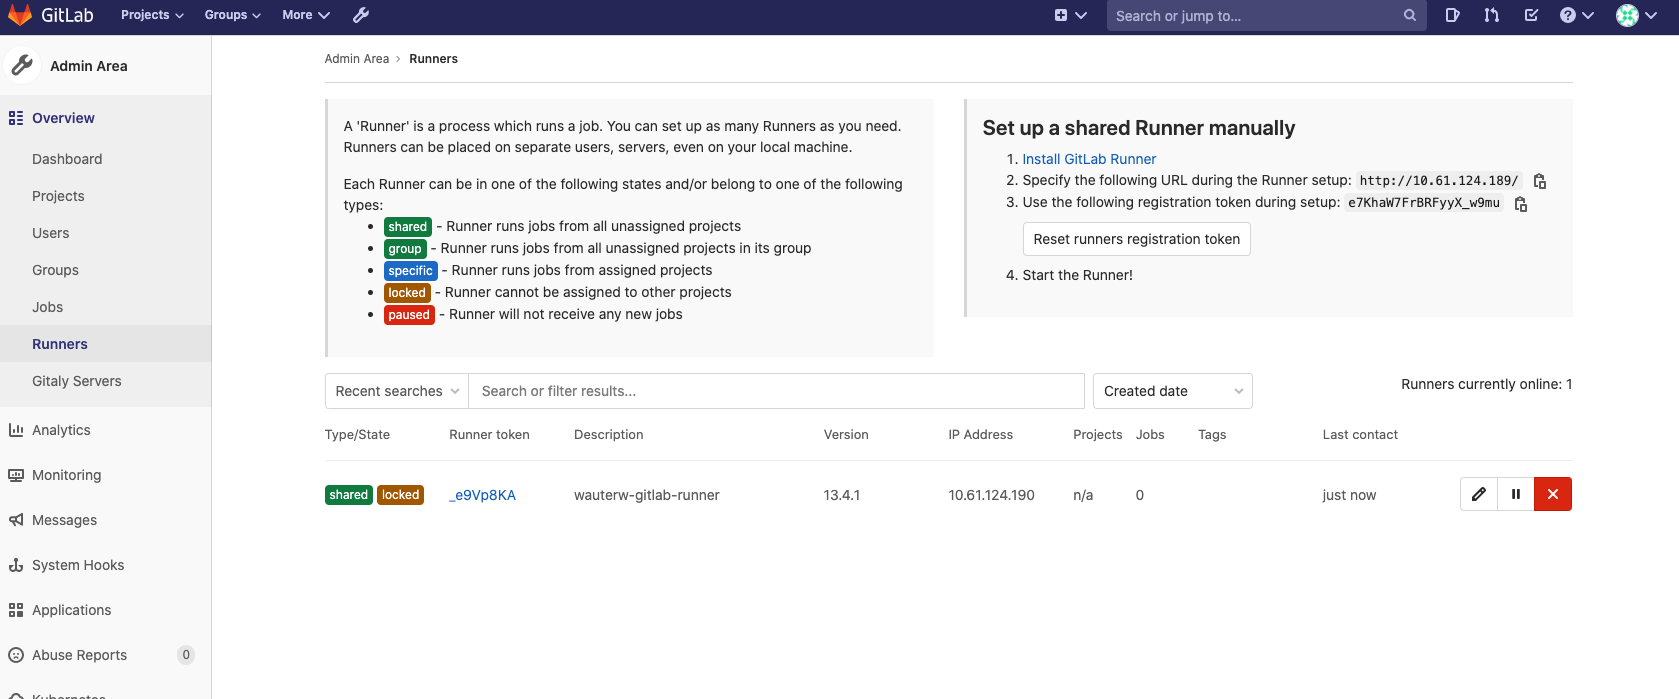 GitLab
Projects
Groups
More
Search or jump to...
Admin Area
Overview
Dashboard
Projects
Users
Groups
Jobs
Runners
Gitaly Servers
Analytics
Monitoring
Messages
System Hooks
Applications
Abuse Reports 0
Kubernetes
Admin Area › Runners
A 'Runner' is a process which runs a job. You can set up as many Runners as you need.
Runners can be placed on separate users, servers, even on your local machine.
Each Runner can be in one of the following states and/or belong to one of the following
types:
shared - Runner runs jobs from all unassigned projects
group - Runner runs jobs from all unassigned projects in its group
specific - Runner runs jobs from assigned projects
locked - Runner cannot be assigned to other projects
paused - Runner will not receive any new jobs
Set up a shared Runner manually
1. Install GitLab Runner
2. Specify the following URL during the Runner setup: http://10.61.124.189/
3. Use the following registration token during setup: e7KhaW7FrBRFyyX_w9mu
Reset runners registration token
4. Start the Runner!
Recent searches
Search or filter results...
Created date
Runners currently online: 1
Type/State Runner token Description Version IP Address Projects Jobs Tags Last contact
shared locked _e9Vp8KA wauterw-gitlab-runner 13.4.1 10.61.124.190 n/a 0 just now